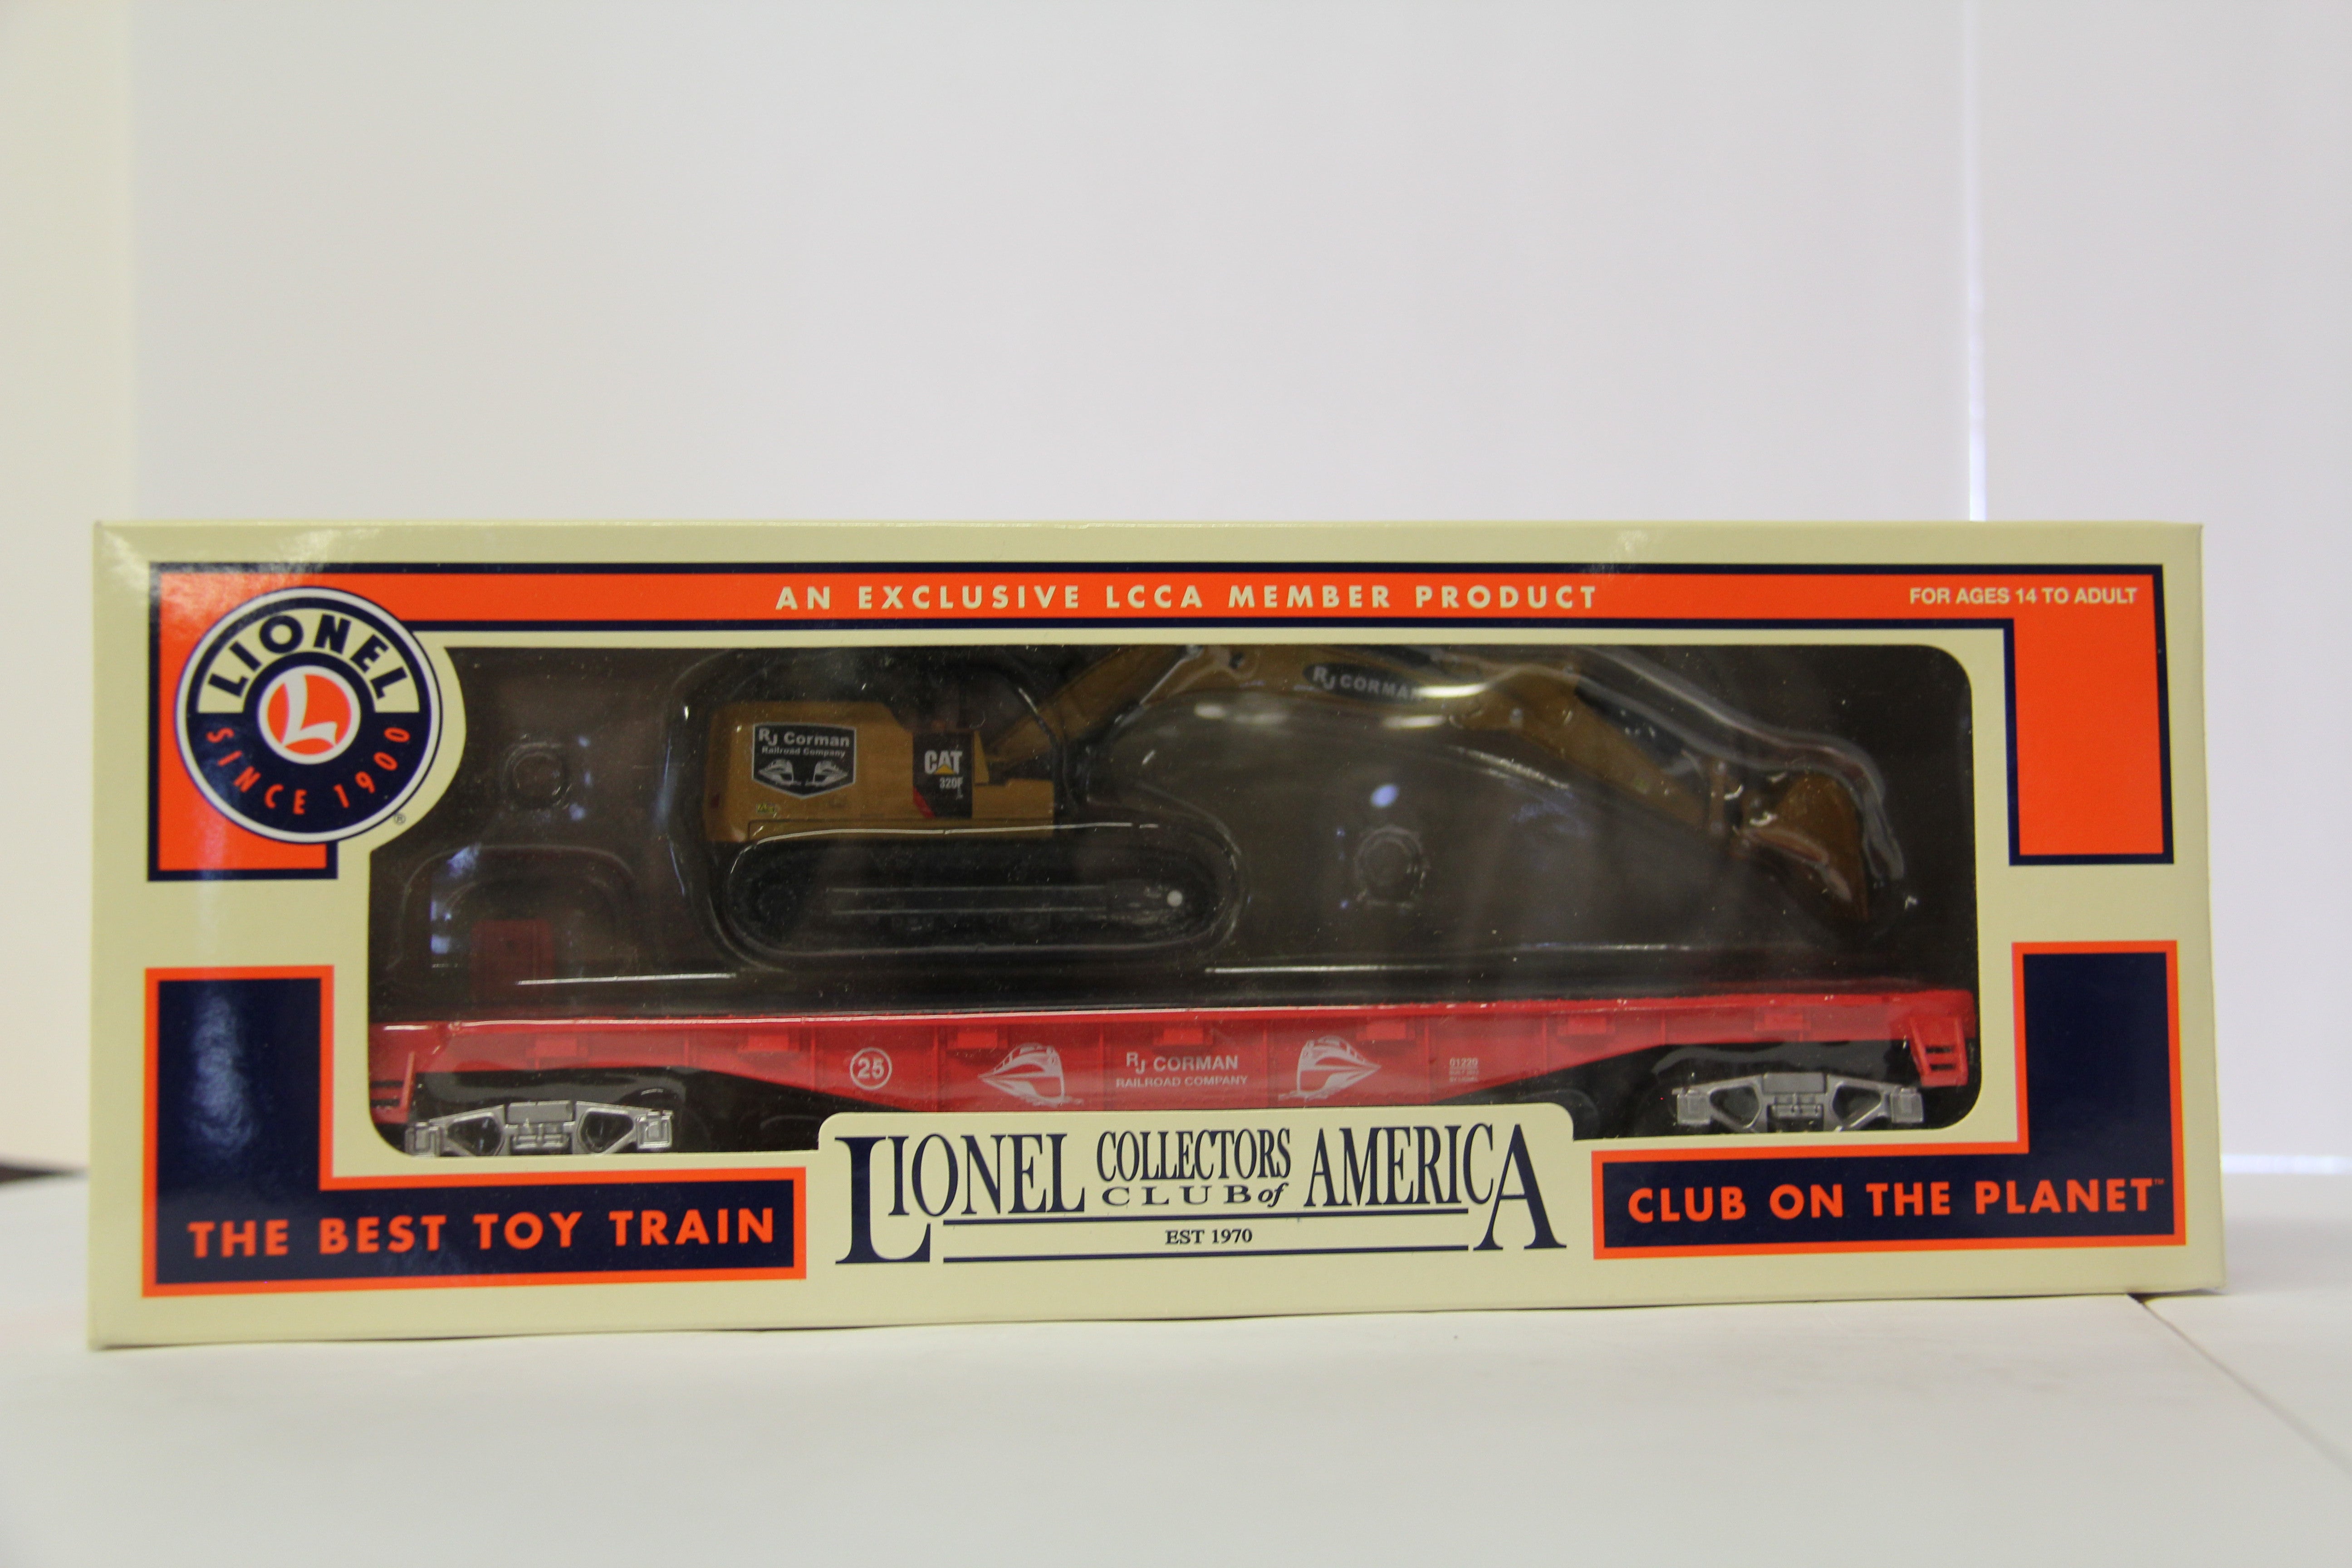 AN EXCLUSIVE LCCA MEMBER PRODUCT
FOR AGES 14 TO ADULT
LIONEL
L
SINCE 1900
®
RJ CORMAN
RJ Corman
Railroad Company
CAT
320F
25
RJ CORMAN
RAILROAD COMPANY
01220
THE BEST TOY TRAIN
LIONEL COLLECTORS CLUB of AMERICA
EST 1970
CLUB ON THE PLANET™